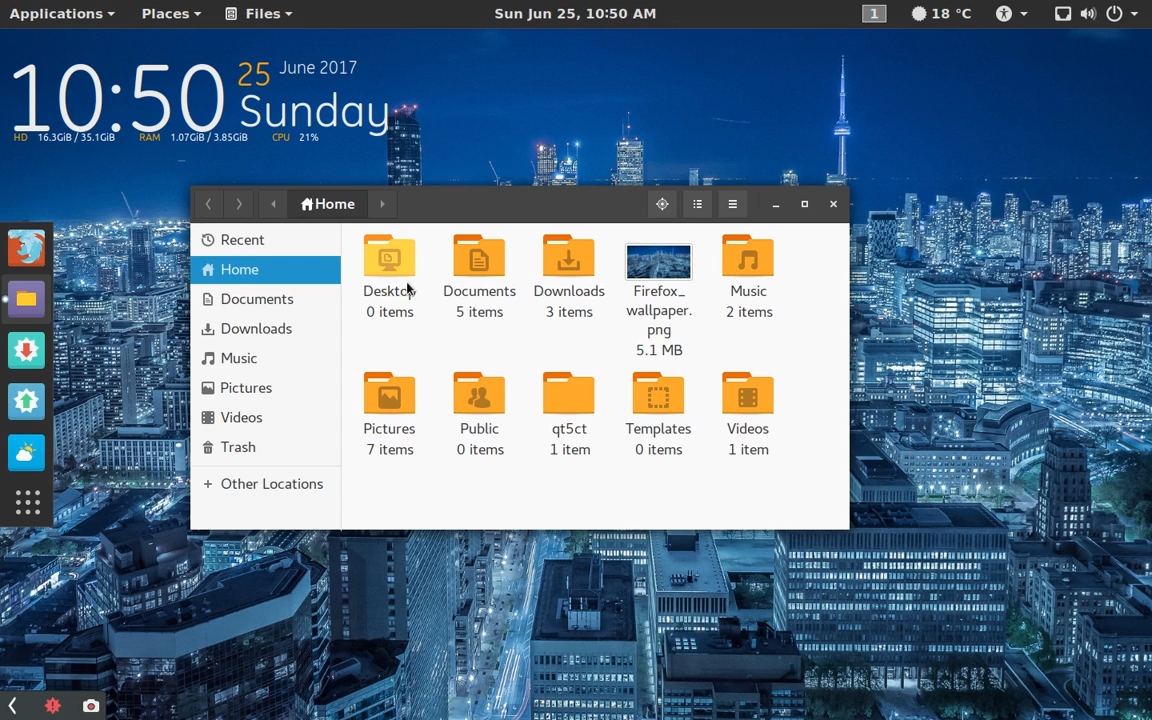 Applications Places Files Sun Jun 25, 10:50 AM 1 18 °C
10:50 25 June 2017
Sunday
HD 16.3GiB / 35.1GiB RAM 1.07GiB / 3.85GiB CPU 21%
Home
Recent
Home
Documents
Downloads
Music
Pictures
Videos
Trash
+ Other Locations
Desktop
0 items
Documents
5 items
Downloads
3 items
Firefox_
wallpaper.
png
5.1 MB
Music
2 items
Pictures
7 items
Public
0 items
qt5ct
1 item
Templates
0 items
Videos
1 item